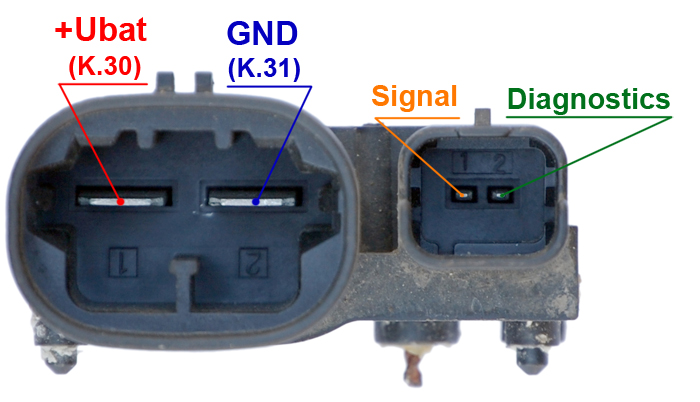 +Ubat
(K.30)
GND
(K.31)
Signal
Diagnostics
1 2
1 2